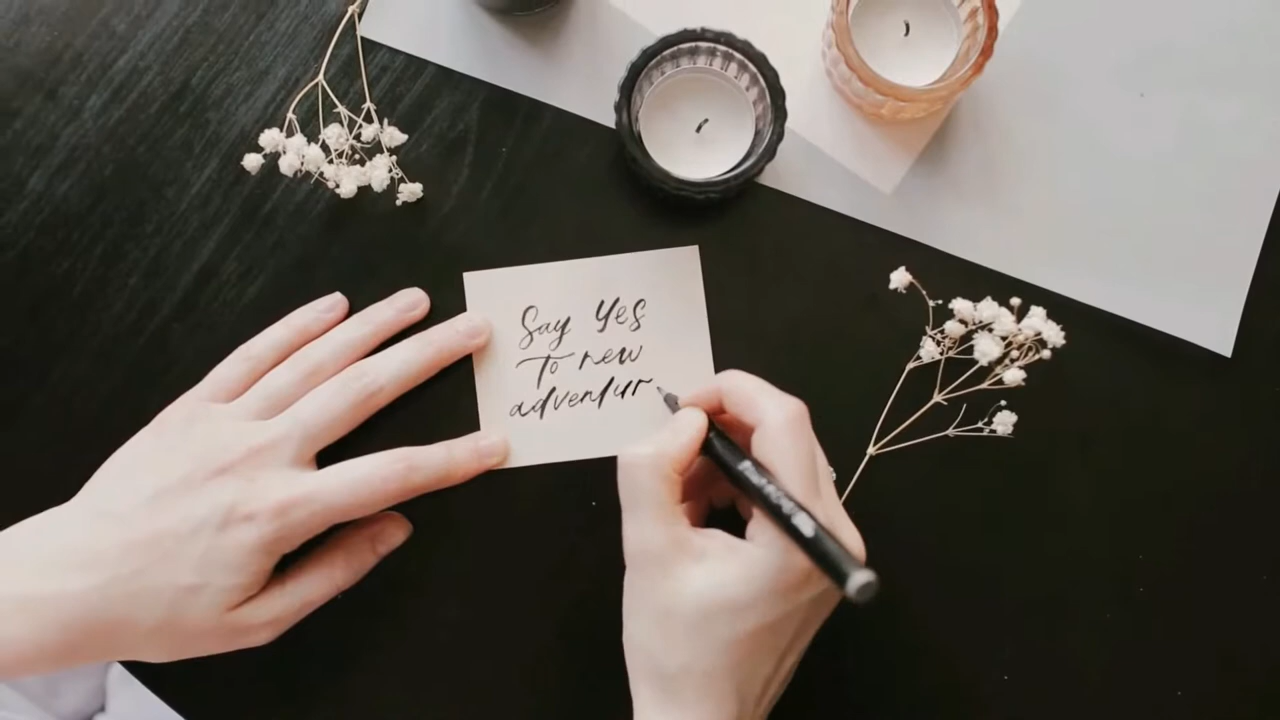 Say Yes
To new
adventur